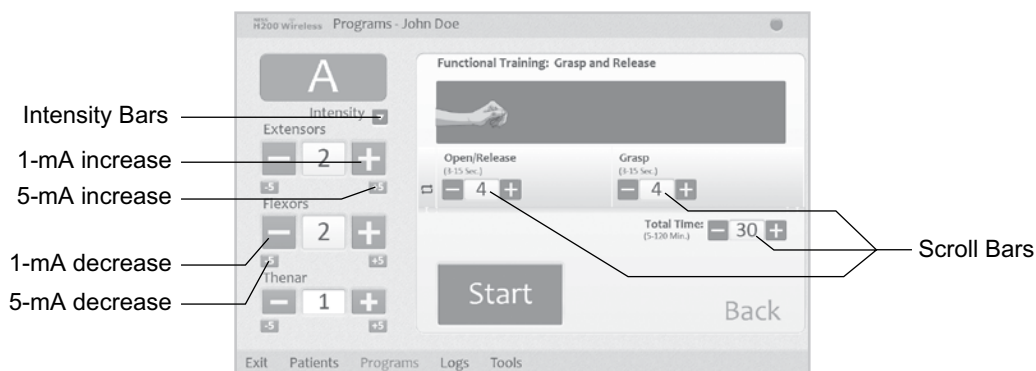 NESS
H200 Wireless Programs - John Doe
A
Functional Training: Grasp and Release
Intensity Bars
Intensity
Extensors
1-mA increase
2
Open/Release
(3-15 Sec.)
4
Grasp
(3-15 Sec.)
4
5-mA increase
-5 +5
Flexors
2
Total Time:
(5-120 Min.)
30
Scroll Bars
1-mA decrease
-5 +5
5-mA decrease
Thenar
1
-5 +5
Start
Back
Exit Patients Programs Logs Tools